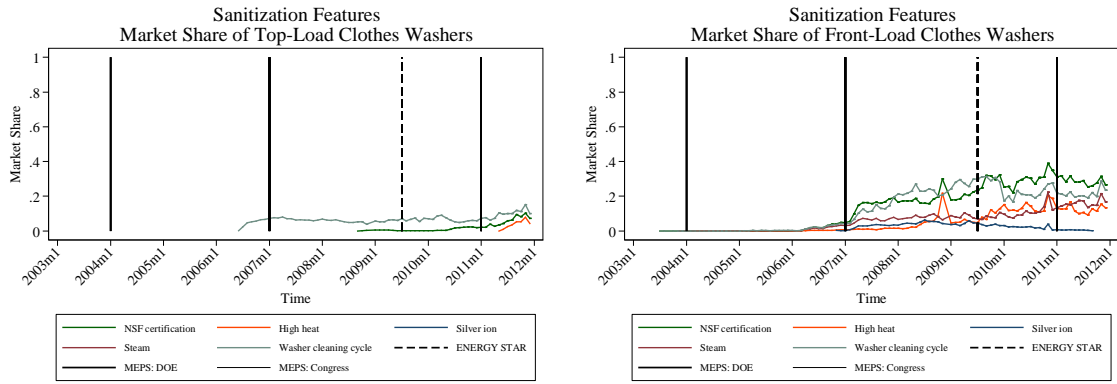 Sanitization Features
Market Share of Top-Load Clothes Washers
Market Share
1
.8
.6
.4
.2
0
2003m1
2004m1
2005m1
2006m1
2007m1
2008m1
2009m1
2010m1
2011m1
2012m1
Time
NSF certification
High heat
Silver ion
Steam
Washer cleaning cycle
ENERGY STAR
MEPS: DOE
MEPS: Congress
Sanitization Features
Market Share of Front-Load Clothes Washers
Market Share
1
.8
.6
.4
.2
0
2003m1
2004m1
2005m1
2006m1
2007m1
2008m1
2009m1
2010m1
2011m1
2012m1
Time
NSF certification
High heat
Silver ion
Steam
Washer cleaning cycle
ENERGY STAR
MEPS: DOE
MEPS: Congress